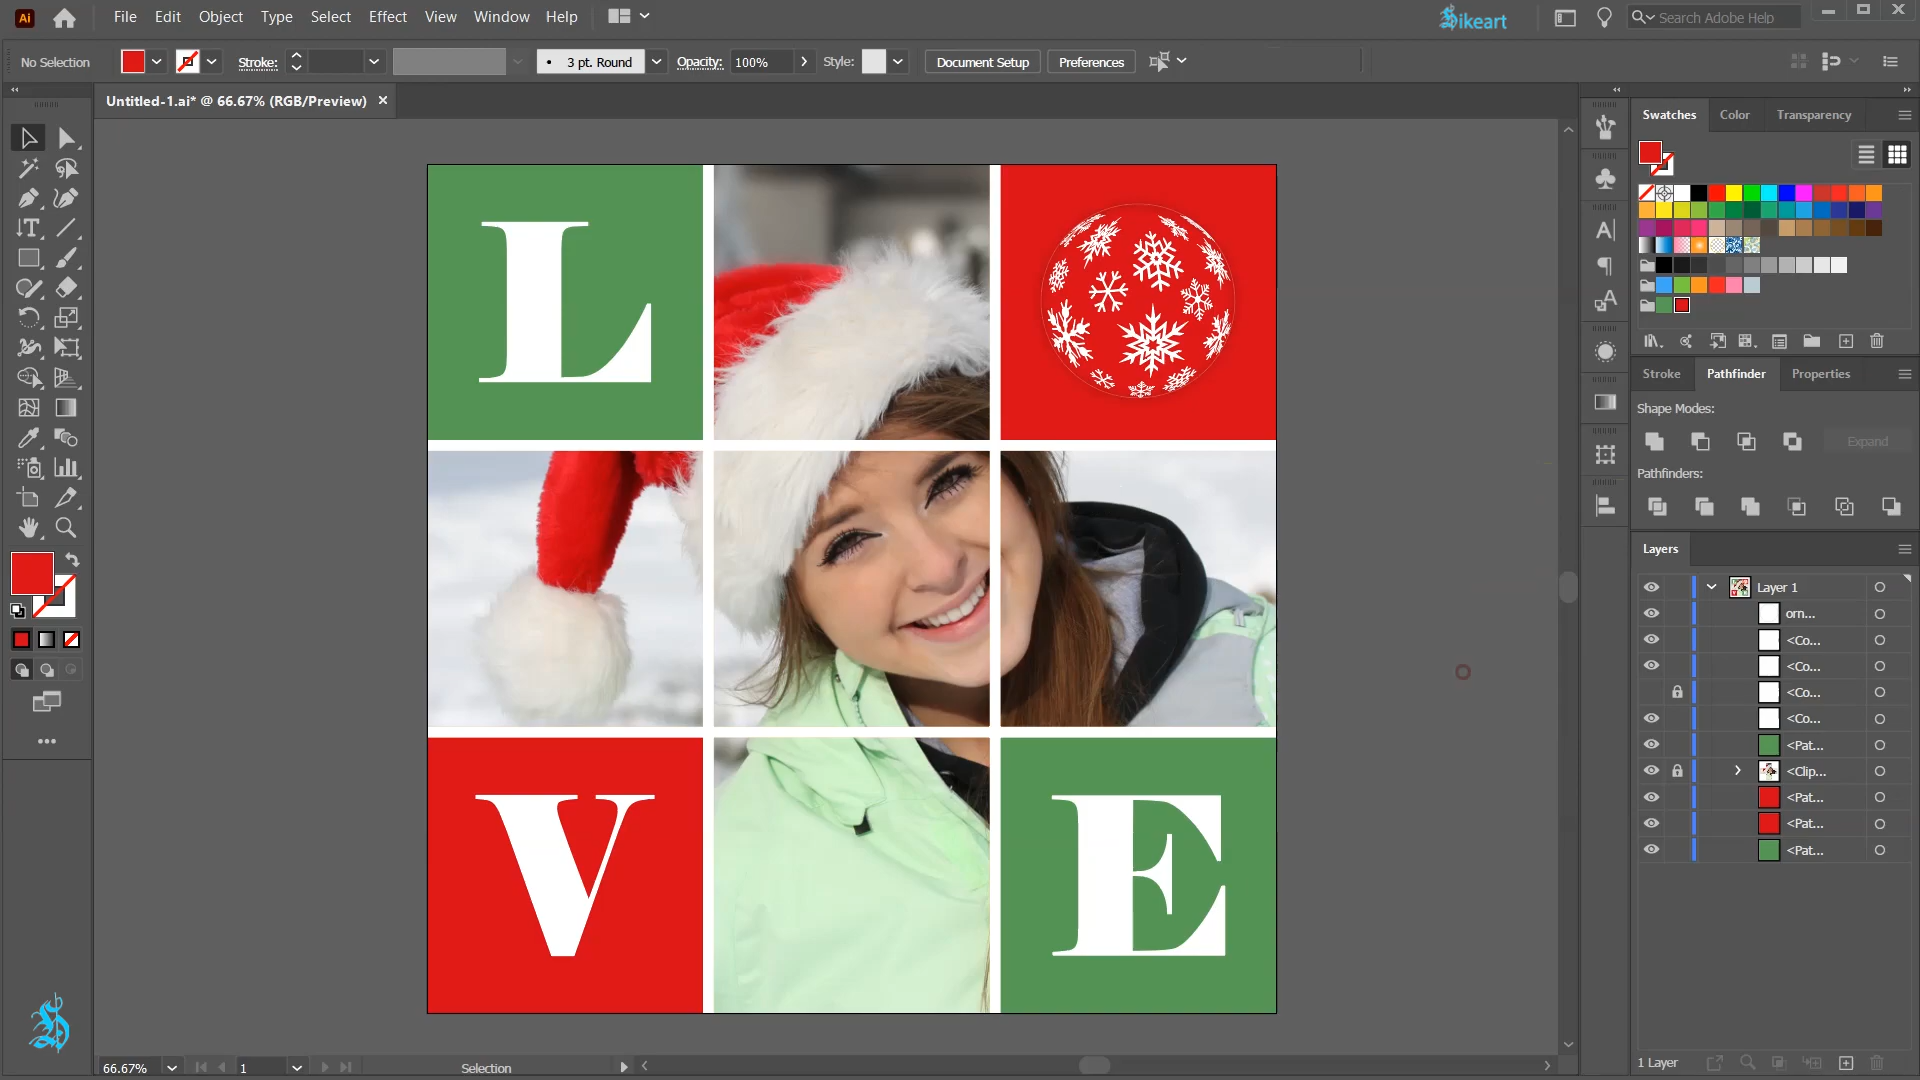 Ai
File Edit Object Type Select Effect View Window Help
Sikeart
Search Adobe Help
No Selection
Stroke:
3 pt. Round
Opacity: 100%
Style:
Document Setup
Preferences
Untitled-1.ai* @ 66.67% (RGB/Preview)
L
V
E
Swatches
Color
Transparency
Stroke
Pathfinder
Properties
Shape Modes:
Expand
Pathfinders:
Layers
Layer 1
orn...
<Co...
<Co...
<Co...
<Co...
<Pat...
<Clip...
<Pat...
<Pat...
<Pat...
1 Layer
66.67%
1
Selection